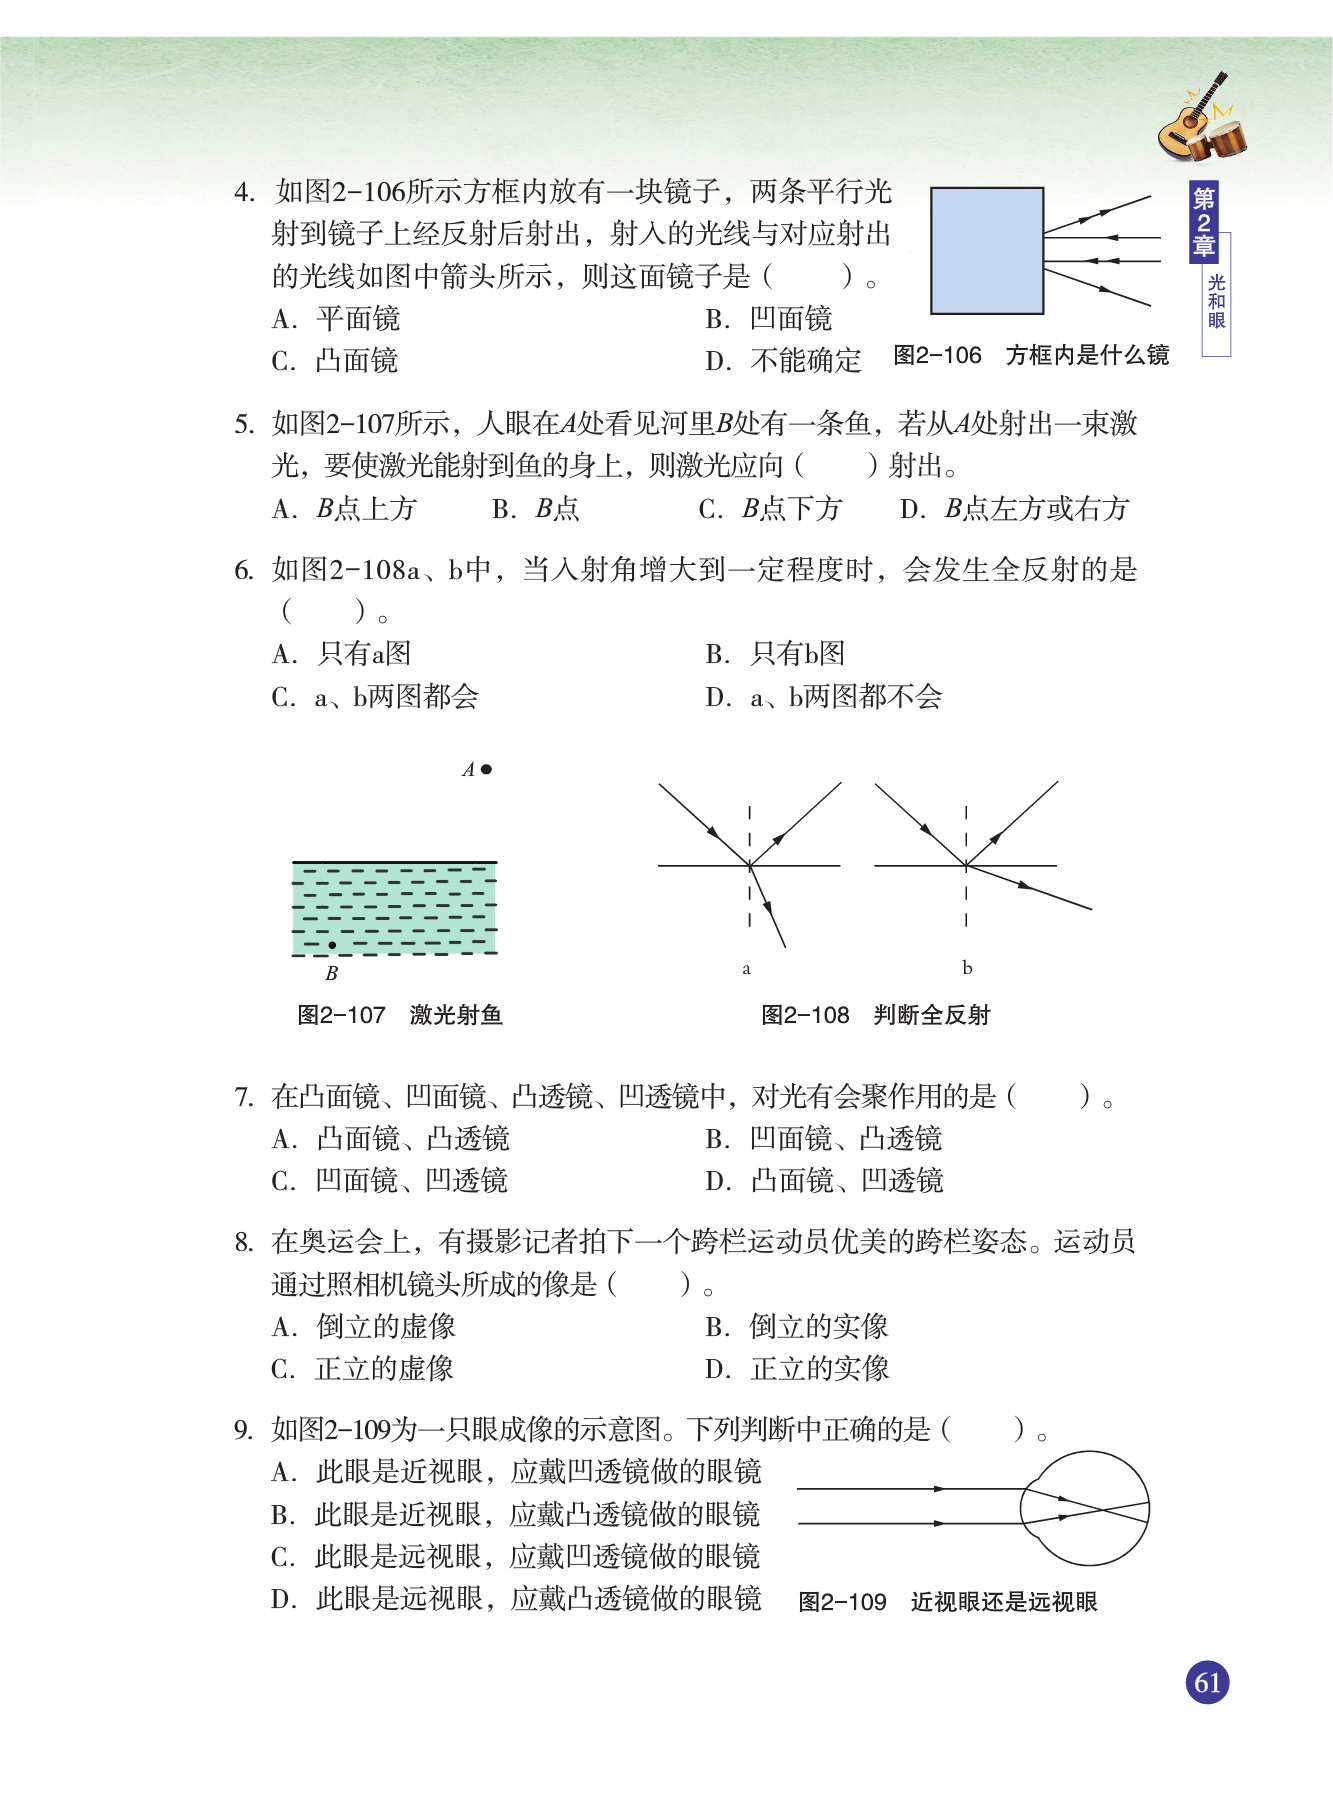 第2章
光和眼
4. 如图2-106所示方框内放有一块镜子，两条平行光
射到镜子上经反射后射出，射入的光线与对应射出
的光线如图中箭头所示，则这面镜子是（　　）。
A. 平面镜　B. 凹面镜
C. 凸面镜　D. 不能确定
图2-106　方框内是什么镜
5. 如图2-107所示，人眼在A处看见河里B处有一条鱼，若从A处射出一束激
光，要使激光能射到鱼的身上，则激光应向（　　）射出。
A. B点上方　B. B点　C. B点下方　D. B点左方或右方
6. 如图2-108a、b中，当入射角增大到一定程度时，会发生全反射的是
（　　）。
A. 只有a图　B. 只有b图
C. a、b两图都会　D. a、b两图都不会
A
B
图2-107　激光射鱼
a　b
图2-108　判断全反射
7. 在凸面镜、凹面镜、凸透镜、凹透镜中，对光有会聚作用的是（　　）。
A. 凸面镜、凸透镜　B. 凹面镜、凸透镜
C. 凹面镜、凹透镜　D. 凸面镜、凹透镜
8. 在奥运会上，有摄影记者拍下一个跨栏运动员优美的跨栏姿态。运动员
通过照相机镜头所成的像是（　　）。
A. 倒立的虚像　B. 倒立的实像
C. 正立的虚像　D. 正立的实像
9. 如图2-109为一只眼成像的示意图。下列判断中正确的是（　　）。
A. 此眼是近视眼，应戴凹透镜做的眼镜
B. 此眼是近视眼，应戴凸透镜做的眼镜
C. 此眼是远视眼，应戴凹透镜做的眼镜
D. 此眼是远视眼，应戴凸透镜做的眼镜
图2-109　近视眼还是远视眼
61